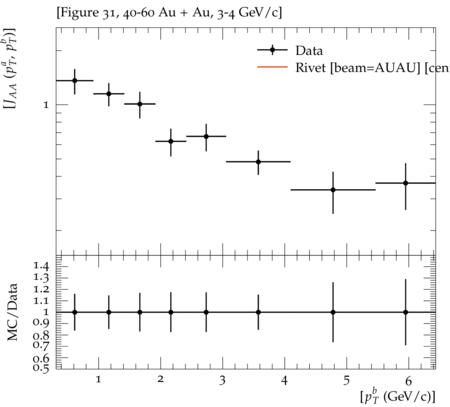 [Figure 31, 40-60 Au + Au, 3-4 GeV/c]
[J_AA (p_T^a, p_T^b)]
Data
Rivet [beam=AUAU] [cen
1
MC/Data
1.4
1.3
1.2
1.1
1
0.9
0.8
0.7
0.6
0.5
1 2 3 4 5 6
[p_T^b (GeV/c)]